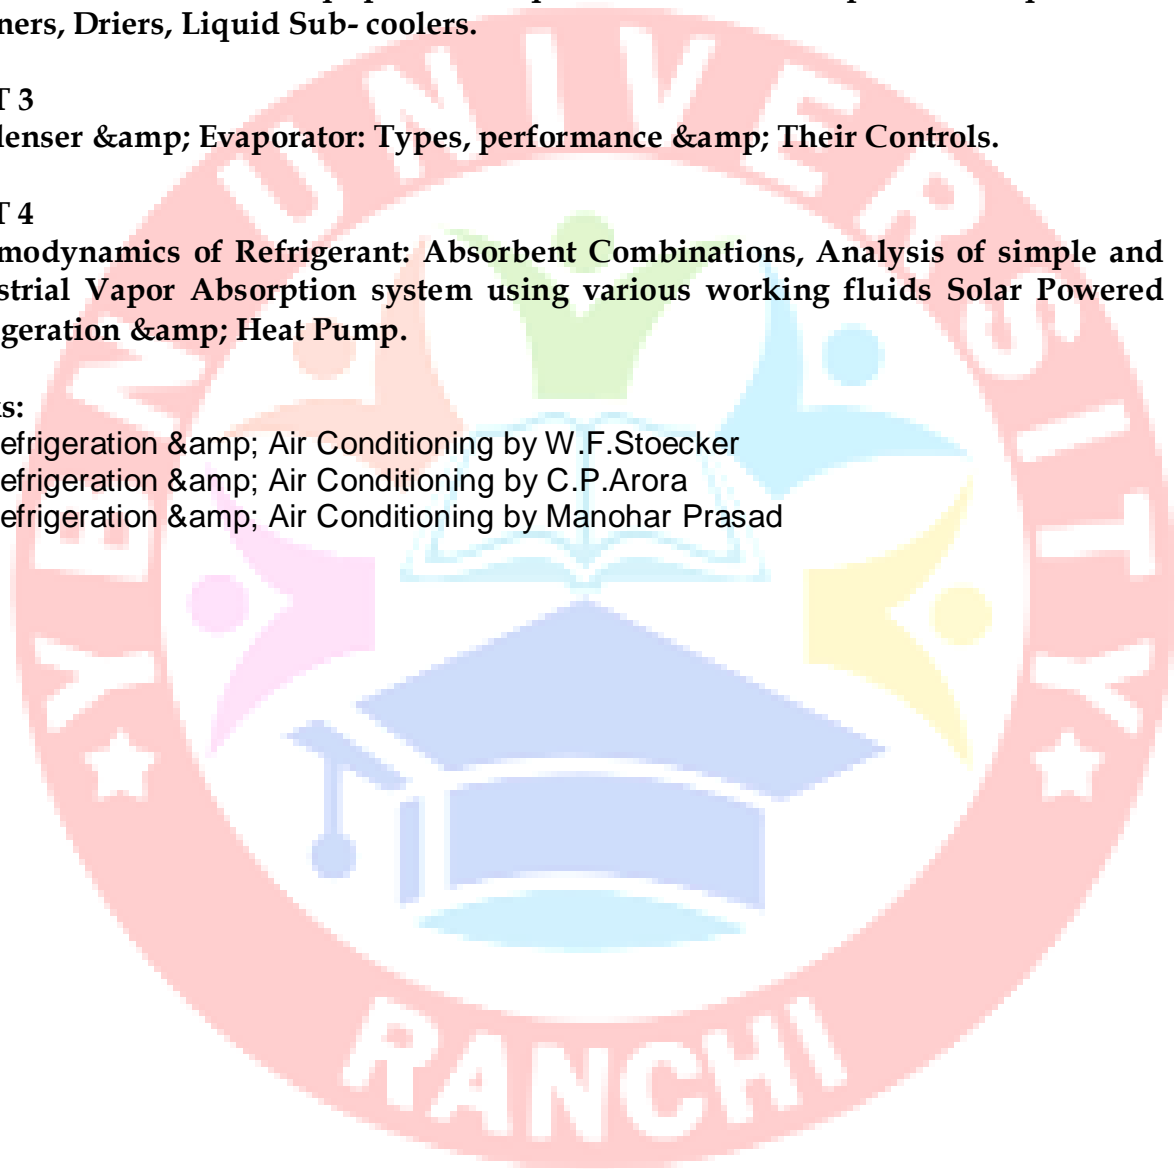 ners, Driers, Liquid Sub- coolers.
T 3
lenser &amp; Evaporator: Types, performance &amp; Their Controls.
T 4
modynamics of Refrigerant: Absorbent Combinations, Analysis of simple and
strial Vapor Absorption system using various working fluids Solar Powered
geration &amp; Heat Pump.
s:
efrigeration &amp; Air Conditioning by W.F.Stoecker
efrigeration &amp; Air Conditioning by C.P.Arora
efrigeration &amp; Air Conditioning by Manohar Prasad
YBN UNIVERSITY
RANCHI